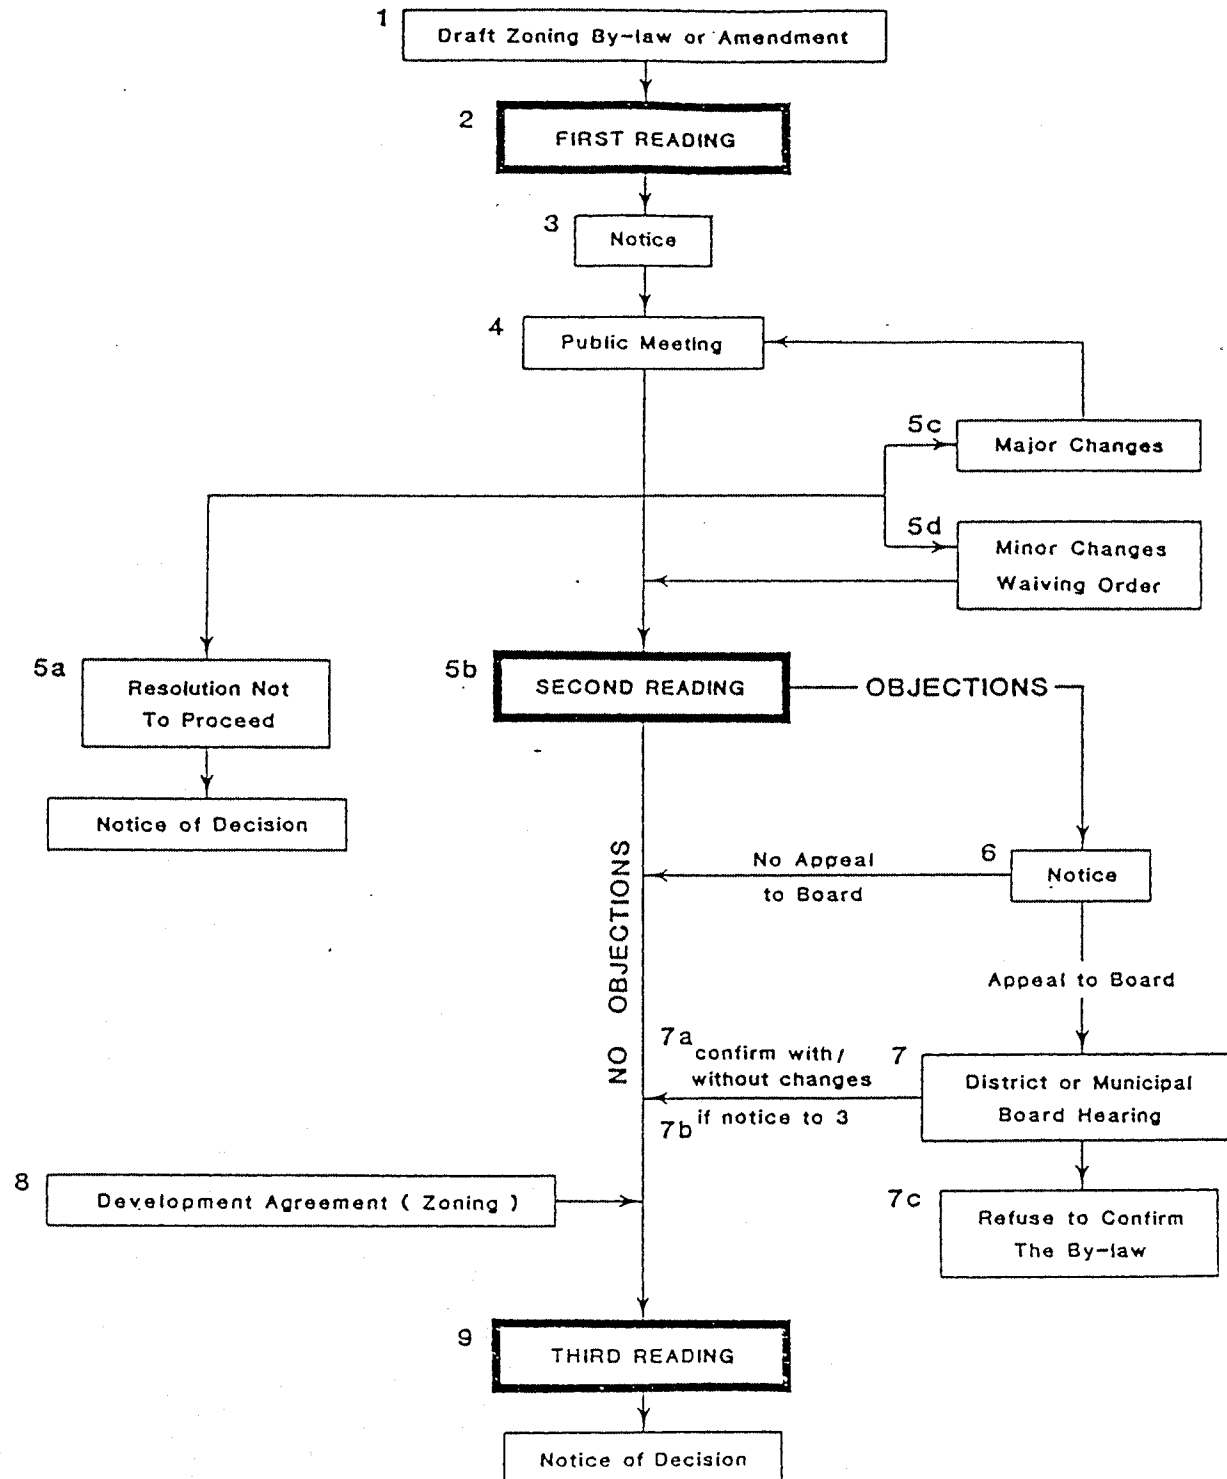 1
Draft Zoning By-law or Amendment
2
FIRST READING
3
Notice
4
Public Meeting
5c
Major Changes
5d
Minor Changes
Waiving Order
5a
Resolution Not
To Proceed
5b
SECOND READING
OBJECTIONS
Notice of Decision
NO OBJECTIONS
No Appeal
to Board
6
Notice
Appeal to Board
7a
confirm with/
without changes
7b
if notice to 3
7
District or Municipal
Board Hearing
8
Development Agreement ( Zoning )
7c
Refuse to Confirm
The By-law
9
THIRD READING
Notice of Decision